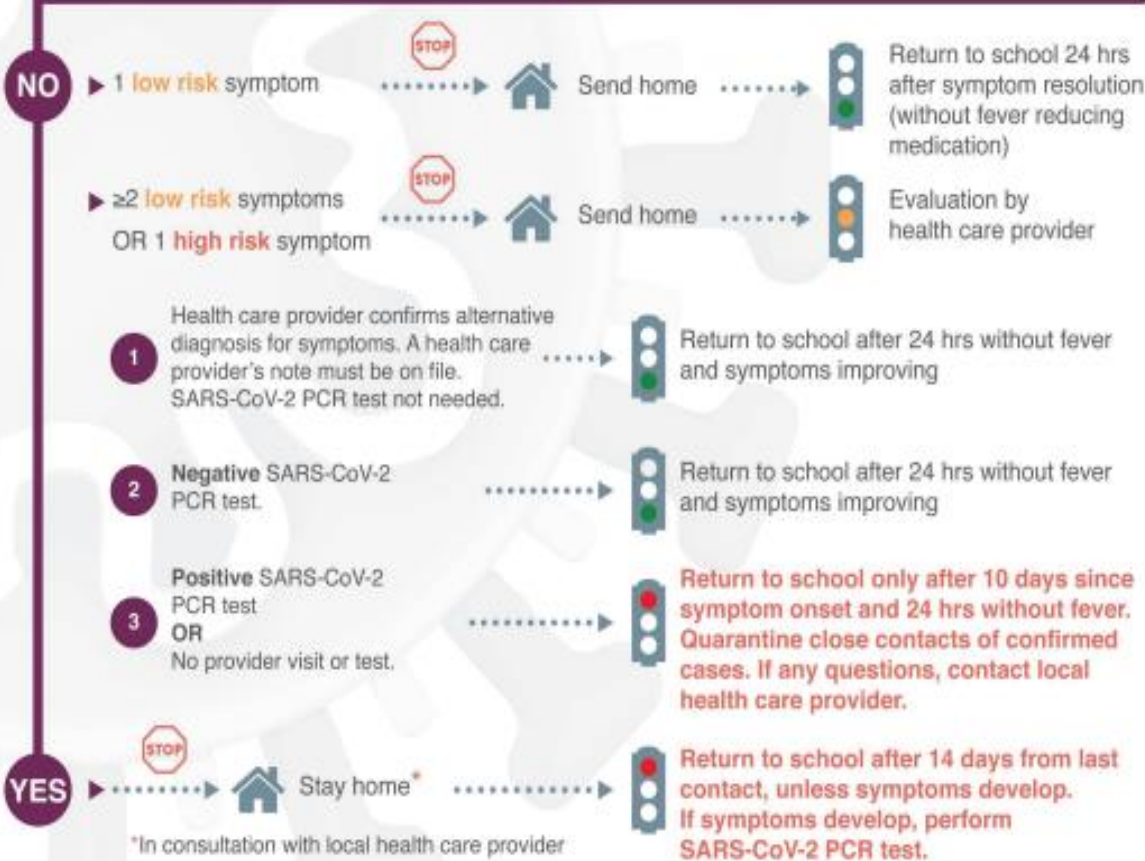 NO
▶ 1 low risk symptom
STOP
Send home
Return to school 24 hrs
after symptom resolution
(without fever reducing
medication)
▶ ≥2 low risk symptoms
OR 1 high risk symptom
STOP
Send home
Evaluation by
health care provider
1
Health care provider confirms alternative
diagnosis for symptoms. A health care
provider's note must be on file.
SARS-CoV-2 PCR test not needed.
Return to school after 24 hrs without fever
and symptoms improving
2
Negative SARS-CoV-2
PCR test.
Return to school after 24 hrs without fever
and symptoms improving
3
Positive SARS-CoV-2
PCR test
OR
No provider visit or test.
Return to school only after 10 days since
symptom onset and 24 hrs without fever.
Quarantine close contacts of confirmed
cases. If any questions, contact local
health care provider.
YES
STOP
Stay home*
Return to school after 14 days from last
contact, unless symptoms develop.
If symptoms develop, perform
SARS-CoV-2 PCR test.
*In consultation with local health care provider